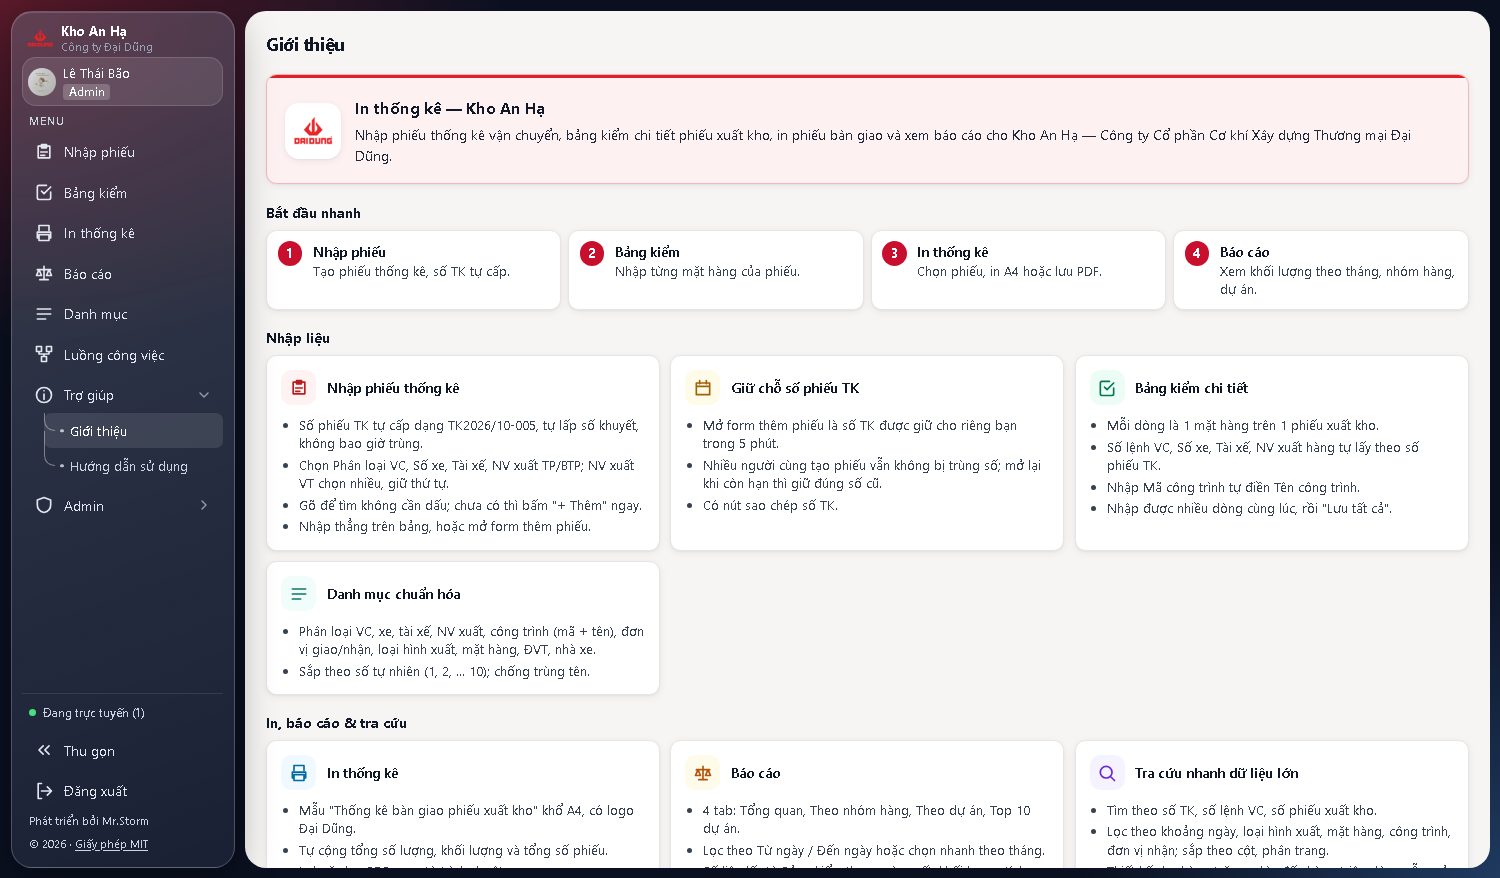 Kho An Hạ
Công ty Đại Dũng
Lê Thái Bão
Admin
MENU
Nhập phiếu
Bảng kiểm
In thống kê
Báo cáo
Danh mục
Luồng công việc
Trợ giúp
Giới thiệu
Hướng dẫn sử dụng
Admin
Đang trực tuyến (1)
Thu gọn
Đăng xuất
Phát triển bởi Mr.Storm
© 2026 · Giấy phép MIT
Giới thiệu
DAIDUNG
In thống kê — Kho An Hạ
Nhập phiếu thống kê vận chuyển, bảng kiểm chi tiết phiếu xuất kho, in phiếu bàn giao và xem báo cáo cho Kho An Hạ — Công ty Cổ phần Cơ khí Xây dựng Thương mại Đại
Dũng.
Bắt đầu nhanh
1 Nhập phiếu
Tạo phiếu thống kê, số TK tự cấp.
2 Bảng kiểm
Nhập từng mặt hàng của phiếu.
3 In thống kê
Chọn phiếu, in A4 hoặc lưu PDF.
4 Báo cáo
Xem khối lượng theo tháng, nhóm hàng,
dự án.
Nhập liệu
Nhập phiếu thống kê
• Số phiếu TK tự cấp dạng TK2026/10-005, tự lấp số khuyết,
không bao giờ trùng.
• Chọn Phân loại VC, Số xe, Tài xế, NV xuất TP/BTP; NV xuất
VT chọn nhiều, giữ thứ tự.
• Gõ để tìm không cần dấu; chưa có thì bấm "+ Thêm" ngay.
• Nhập thẳng trên bảng, hoặc mở form thêm phiếu.
Giữ chỗ số phiếu TK
• Mở form thêm phiếu là số TK được giữ cho riêng bạn
trong 5 phút.
• Nhiều người cùng tạo phiếu vẫn không bị trùng số; mở lại
khi còn hạn thì giữ đúng số cũ.
• Có nút sao chép số TK.
Bảng kiểm chi tiết
• Mỗi dòng là 1 mặt hàng trên 1 phiếu xuất kho.
• Số lệnh VC, Số xe, Tài xế, NV xuất hàng tự lấy theo số
phiếu TK.
• Nhập Mã công trình tự điền Tên công trình.
• Nhập được nhiều dòng cùng lúc, rồi "Lưu tất cả".
Danh mục chuẩn hóa
• Phân loại VC, xe, tài xế, NV xuất, công trình (mã + tên), đơn
vị giao/nhận, loại hình xuất, mặt hàng, ĐVT, nhà xe.
• Sắp theo số tự nhiên (1, 2, ... 10); chống trùng tên.
In, báo cáo & tra cứu
In thống kê
• Mẫu "Thống kê bàn giao phiếu xuất kho" khổ A4, có logo
Đại Dũng.
• Tự cộng tổng số lượng, khối lượng và tổng số phiếu.
Báo cáo
• 4 tab: Tổng quan, Theo nhóm hàng, Theo dự án, Top 10
dự án.
• Lọc theo Từ ngày / Đến ngày hoặc chọn nhanh theo tháng.
Tra cứu nhanh dữ liệu lớn
• Tìm theo số TK, số lệnh VC, số phiếu xuất kho.
• Lọc theo khoảng ngày, loại hình xuất, mặt hàng, công trình,
đơn vị nhận; sắp theo cột, phân trang.